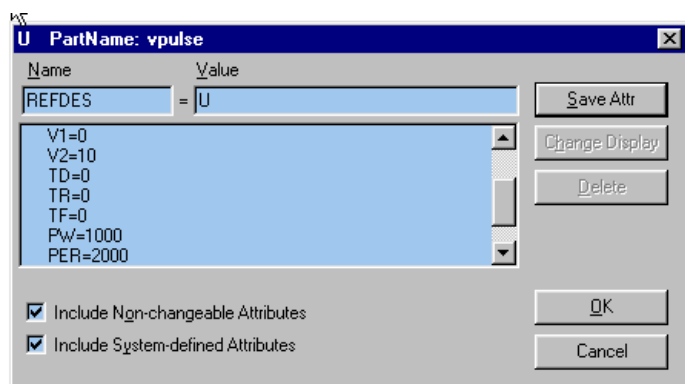 U PartName: vpulse
Name Value
REFDES = U
Save Attr
V1=0
V2=10
TD=0
TR=0
TF=0
PW=1000
PER=2000
Change Display
Delete
Include Non-changeable Attributes
Include System-defined Attributes
OK
Cancel